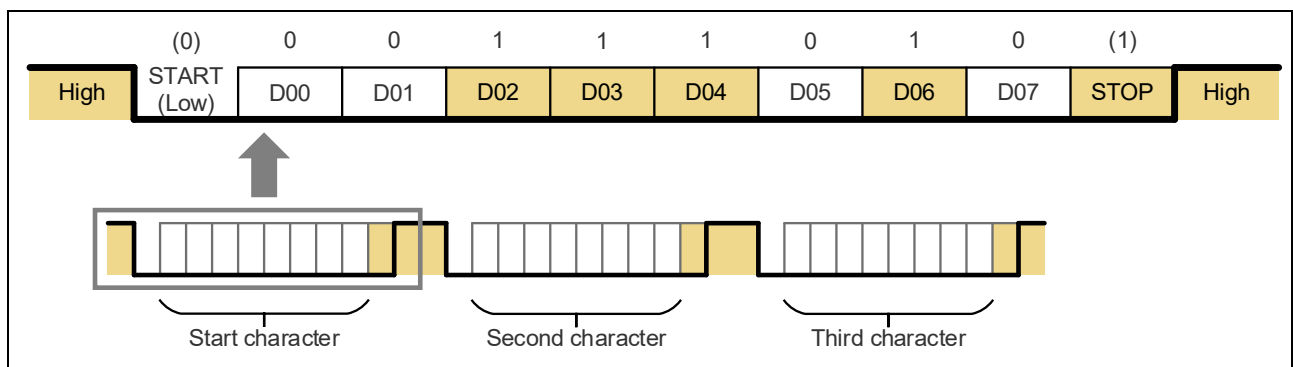 (0) 0 0 1 1 1 0 1 0 (1)
High START (Low) D00 D01 D02 D03 D04 D05 D06 D07 STOP High
Start character Second character Third character